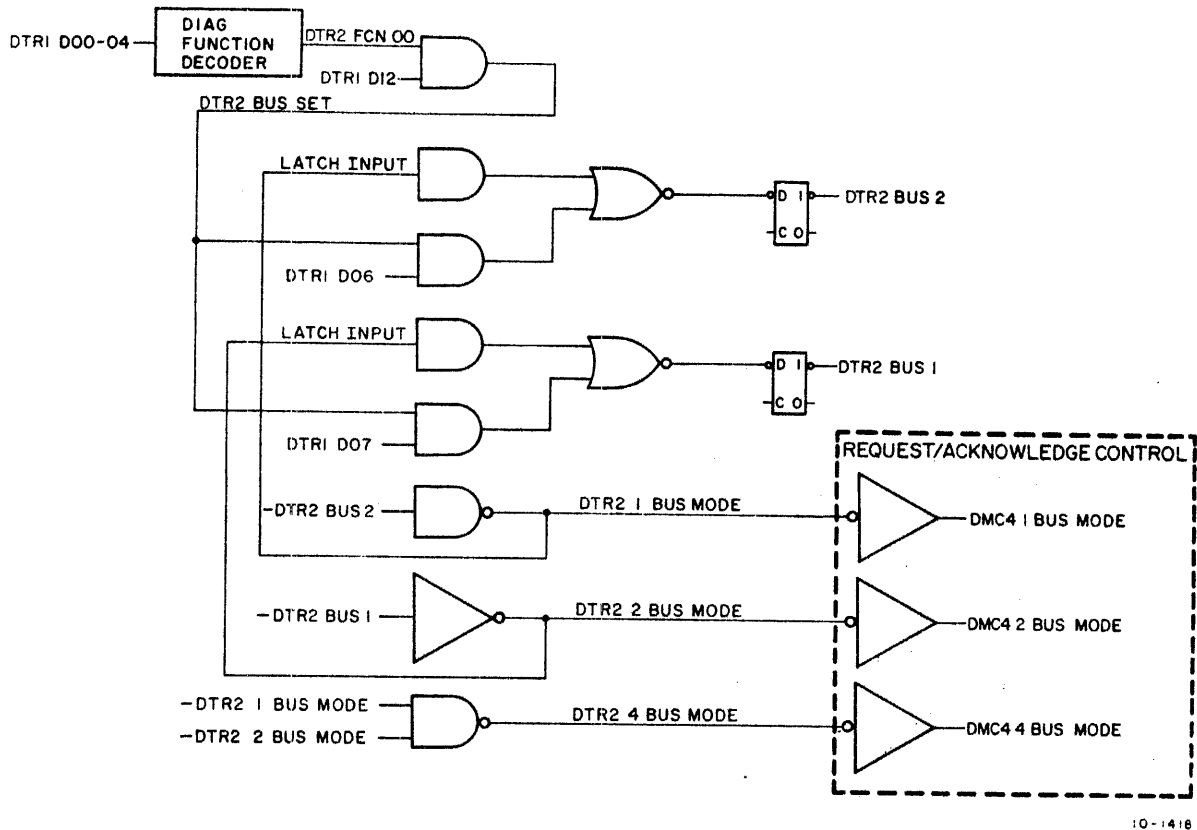 DIAG
FUNCTION
DECODER
DTR1 D00-04
DTR2 FCN 00
DTR1 D12
DTR2 BUS SET
LATCH INPUT
D 1
DTR2 BUS 2
C 0
DTR1 D06
LATCH INPUT
D 1
DTR2 BUS 1
C 0
DTR1 D07
REQUEST/ACKNOWLEDGE CONTROL
-DTR2 BUS 2
DTR2 1 BUS MODE
DMC4 1 BUS MODE
-DTR2 BUS 1
DTR2 2 BUS MODE
DMC4 2 BUS MODE
-DTR2 1 BUS MODE
-DTR2 2 BUS MODE
DTR2 4 BUS MODE
DMC4 4 BUS MODE
10-1418